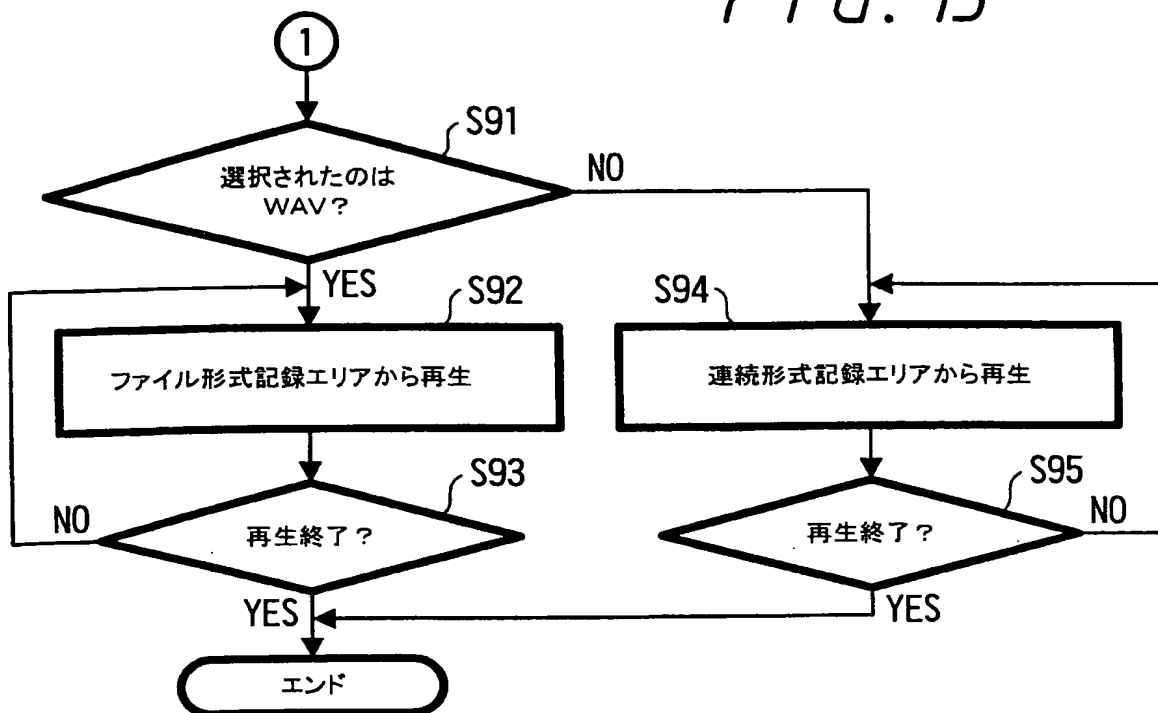 FIG.
1
S91
選択されたのは
WAV?
NO
YES
S92
S94
ファイル形式記録エリアから再生
連続形式記録エリアから再生
S93
S95
NO
再生終了?
再生終了?
NO
YES
YES
エンド